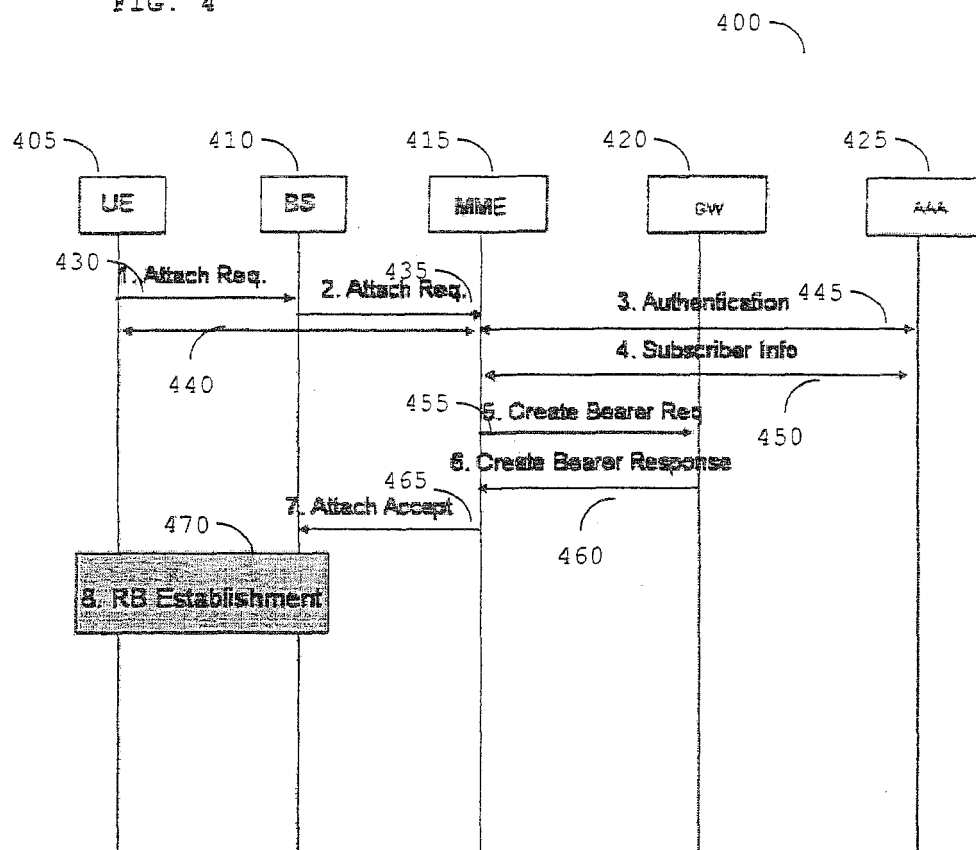 FIG. 4
400
405 410 415 420 425
UE BS MME GW AAA
430 1. Attach Req.
435
2. Attach Req.
3. Authentication 445
440
4. Subscriber Info
450
455 5. Create Bearer Req
6. Create Bearer Response
460
465
7. Attach Accept
470
8. RB Establishment